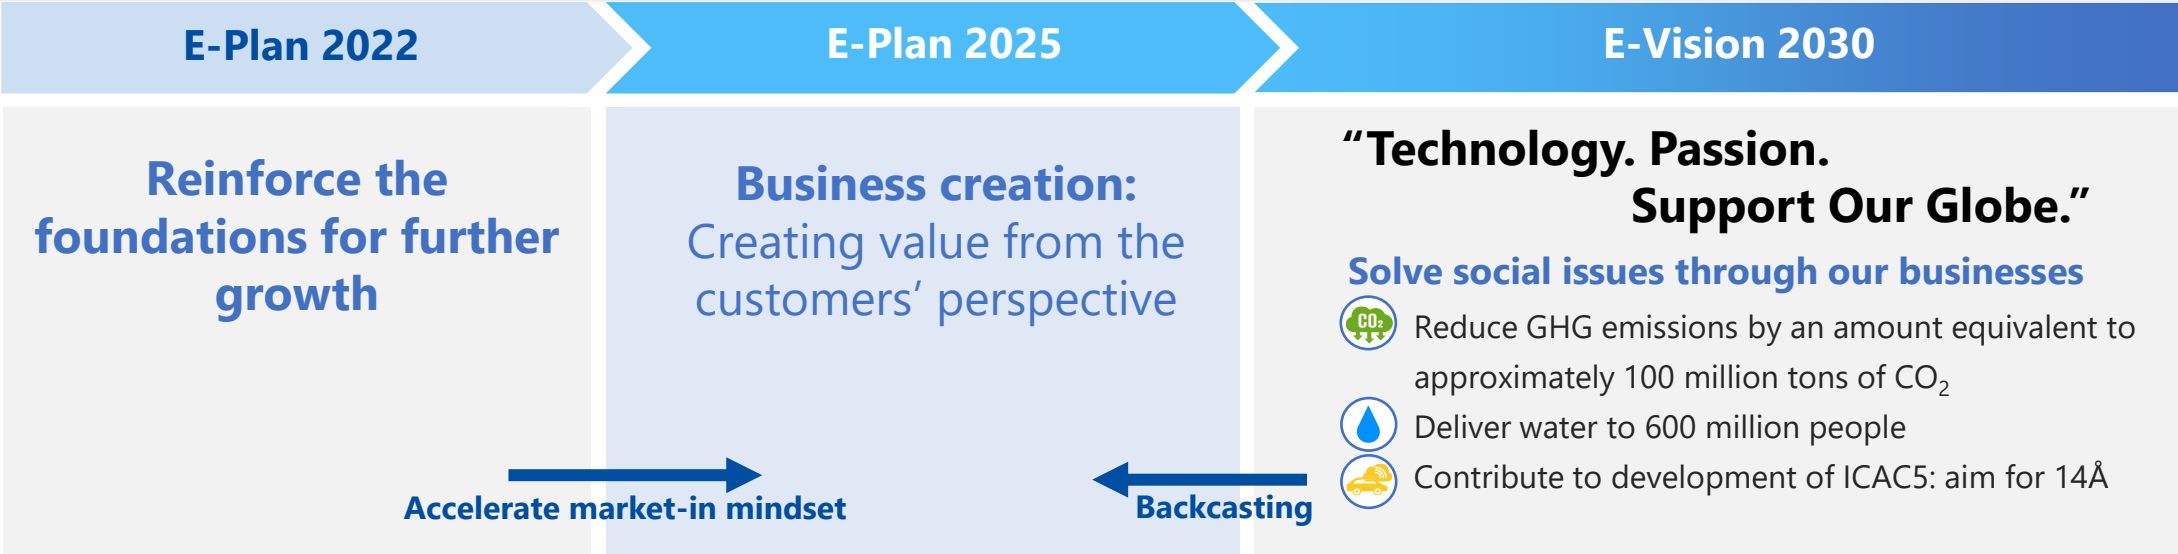 E-Plan 2022
E-Plan 2025
E-Vision 2030
Reinforce the
foundations for further
growth
Business creation:
Creating value from the
customers’ perspective
“Technology. Passion.
Support Our Globe.”
Solve social issues through our businesses
CO₂
Reduce GHG emissions by an amount equivalent to
approximately 100 million tons of CO₂
Deliver water to 600 million people
Contribute to development of ICAC5: aim for 14Å
Accelerate market-in mindset
Backcasting